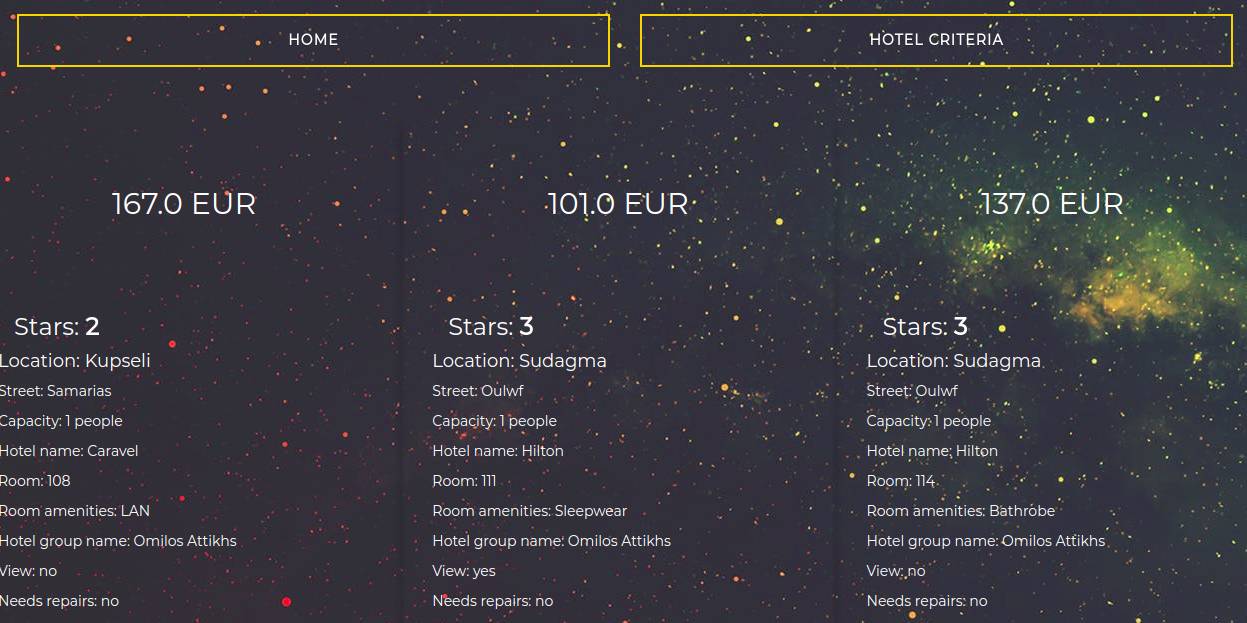 HOME
HOTEL CRITERIA
167.0 EUR
Stars: 2
Location: Kupseli
Street: Samarias
Capacity: 1 people
Hotel name: Caravel
Room: 108
Room amenities: LAN
Hotel group name: Omilos Attikhs
View: no
Needs repairs: no
101.0 EUR
Stars: 3
Location: Sudagma
Street: Oulwf
Capacity: 1 people
Hotel name: Hilton
Room: 111
Room amenities: Sleepwear
Hotel group name: Omilos Attikhs
View: yes
Needs repairs: no
137.0 EUR
Stars: 3
Location: Sudagma
Street: Oulwf
Capacity: 1 people
Hotel name: Hilton
Room: 114
Room amenities: Bathrobe
Hotel group name: Omilos Attikhs
View: no
Needs repairs: no